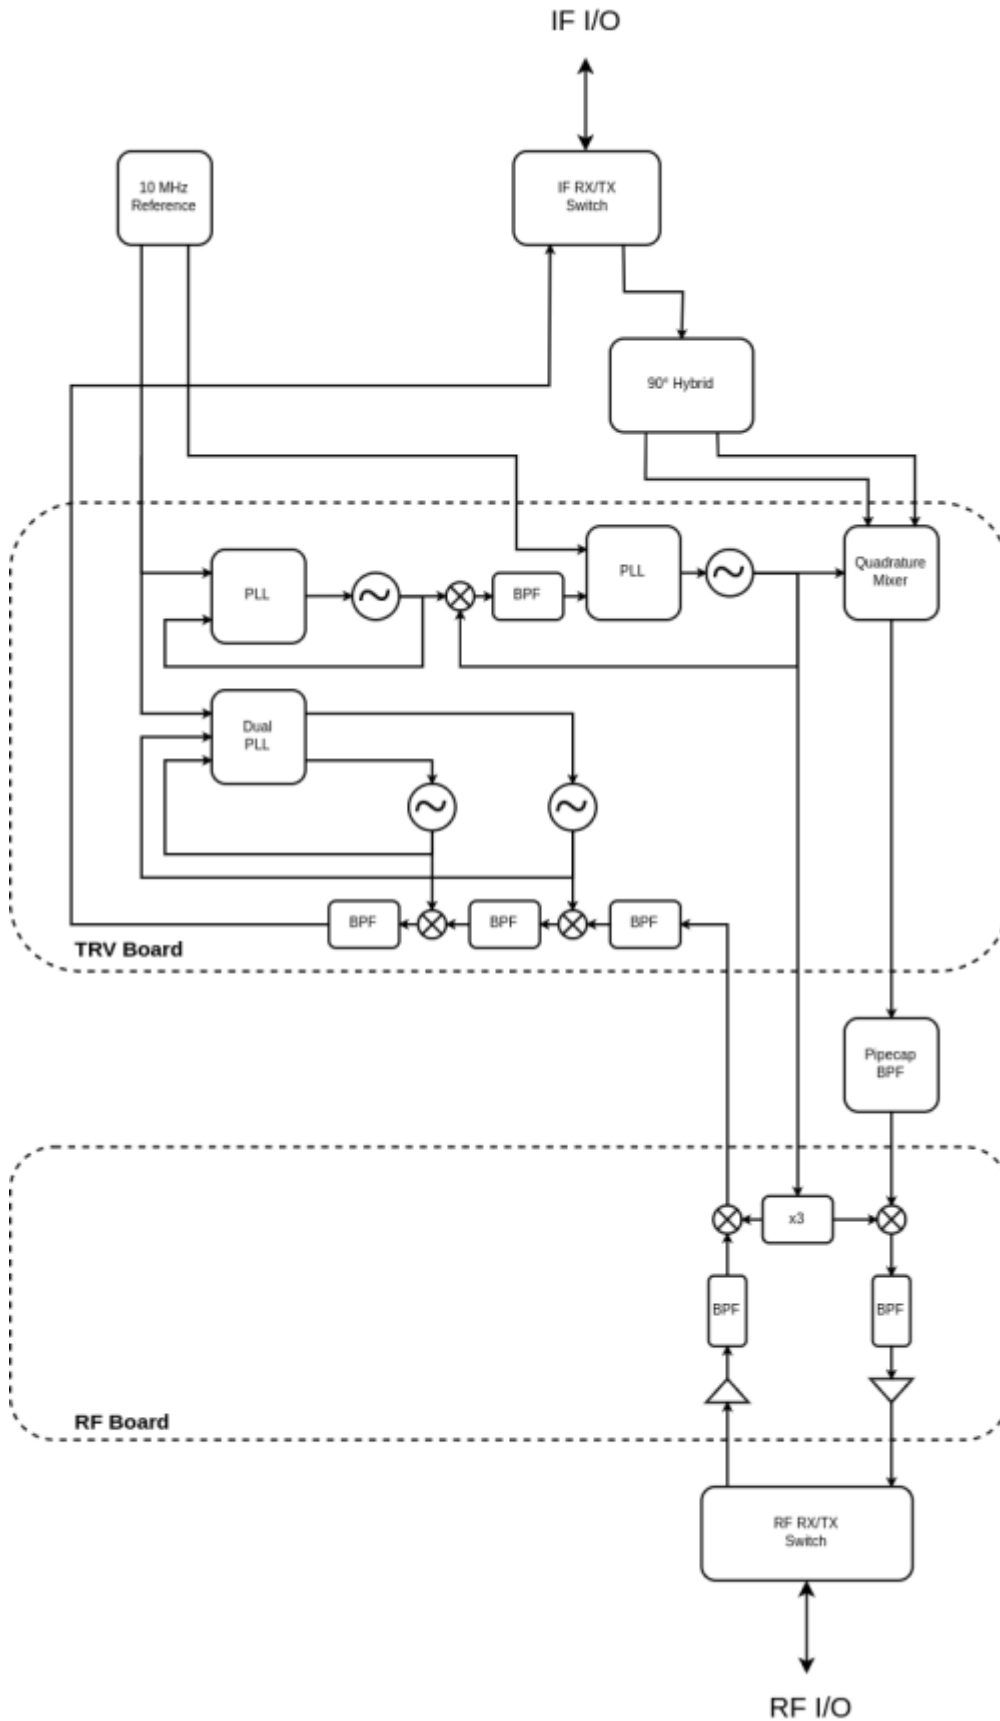 IF I/O
10 MHz
Reference
IF RX/TX
Switch
90° Hybrid
PLL
BPF
PLL
Quadrature
Mixer
Dual
PLL
BPF
BPF
BPF
TRV Board
Pipecap
BPF
x3
BPF
BPF
RF Board
RF RX/TX
Switch
RF I/O